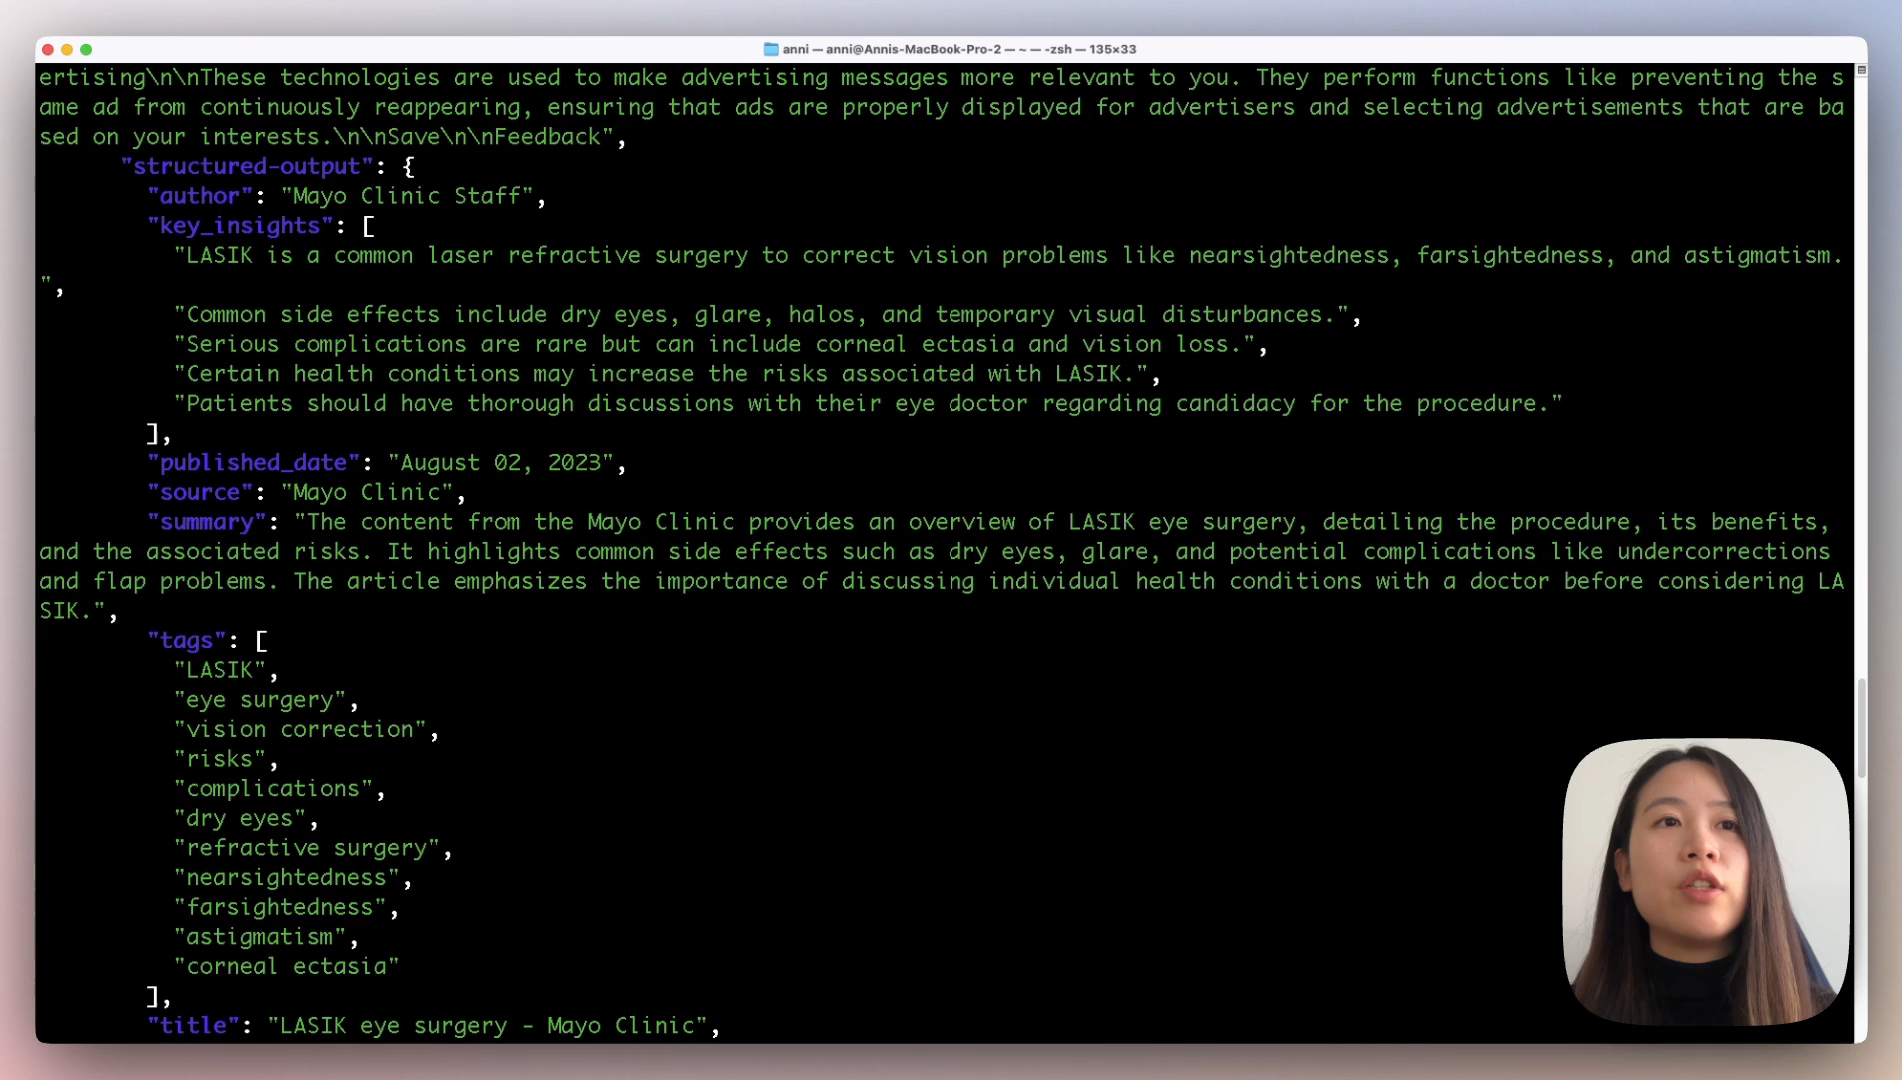 anni — anni@Annis-MacBook-Pro-2 — ~ — -zsh — 135×33
ertising\n\nThese technologies are used to make advertising messages more relevant to you. They perform functions like preventing the s
ame ad from continuously reappearing, ensuring that ads are properly displayed for advertisers and selecting advertisements that are ba
sed on your interests.\n\nSave\n\nFeedback",
"structured-output": {
"author": "Mayo Clinic Staff",
"key_insights": [
"LASIK is a common laser refractive surgery to correct vision problems like nearsightedness, farsightedness, and astigmatism.
",
"Common side effects include dry eyes, glare, halos, and temporary visual disturbances.",
"Serious complications are rare but can include corneal ectasia and vision loss.",
"Certain health conditions may increase the risks associated with LASIK.",
"Patients should have thorough discussions with their eye doctor regarding candidacy for the procedure."
],
"published_date": "August 02, 2023",
"source": "Mayo Clinic",
"summary": "The content from the Mayo Clinic provides an overview of LASIK eye surgery, detailing the procedure, its benefits,
and the associated risks. It highlights common side effects such as dry eyes, glare, and potential complications like undercorrections
and flap problems. The article emphasizes the importance of discussing individual health conditions with a doctor before considering LA
SIK.",
"tags": [
"LASIK",
"eye surgery",
"vision correction",
"risks",
"complications",
"dry eyes",
"refractive surgery",
"nearsightedness",
"farsightedness",
"astigmatism",
"corneal ectasia"
],
"title": "LASIK eye surgery - Mayo Clinic",